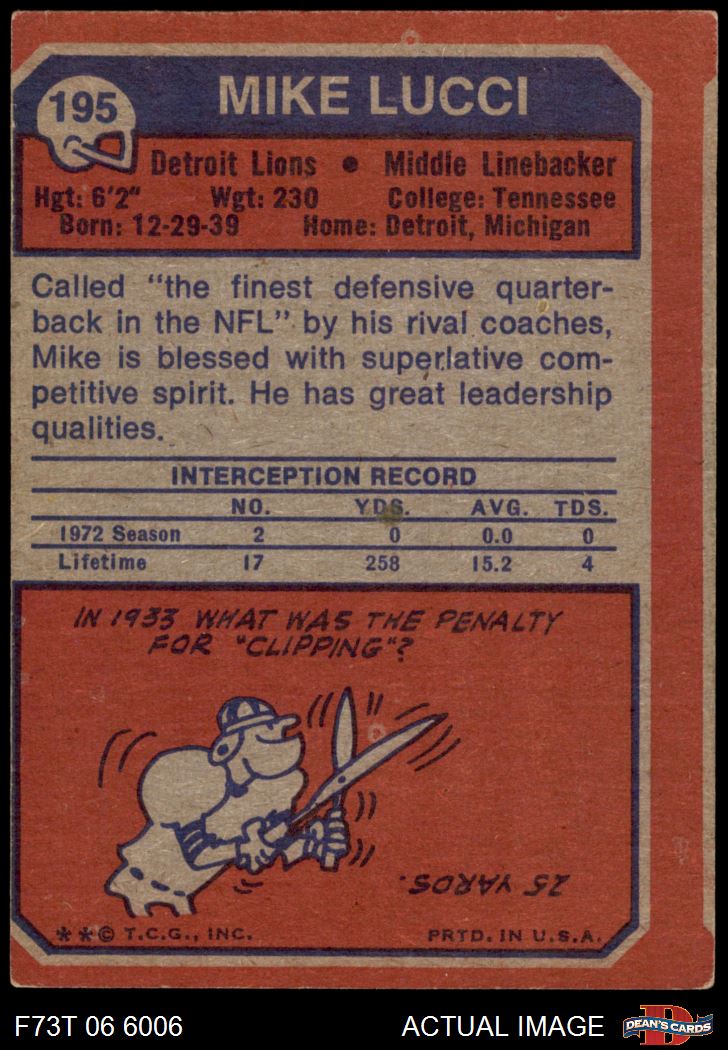 195
MIKE LUCCI
Detroit Lions • Middle Linebacker
Hgt: 6'2" Wgt: 230 College: Tennessee
Born: 12-29-39 Home: Detroit, Michigan
Called "the finest defensive quarter-
back in the NFL" by his rival coaches,
Mike is blessed with superlative com-
petitive spirit. He has great leadership
qualities.
INTERCEPTION RECORD
NO. YDS. AVG. TDS.
1972 Season 2 0 0.0 0
Lifetime 17 258 15.2 4
IN 1933 WHAT WAS THE PENALTY
FOR "CLIPPING"?
25 YARDS.
**© T.C.G., INC. PRTD. IN U.S.A.
F73T 06 6006 ACTUAL IMAGE D DEAN'S CARDS